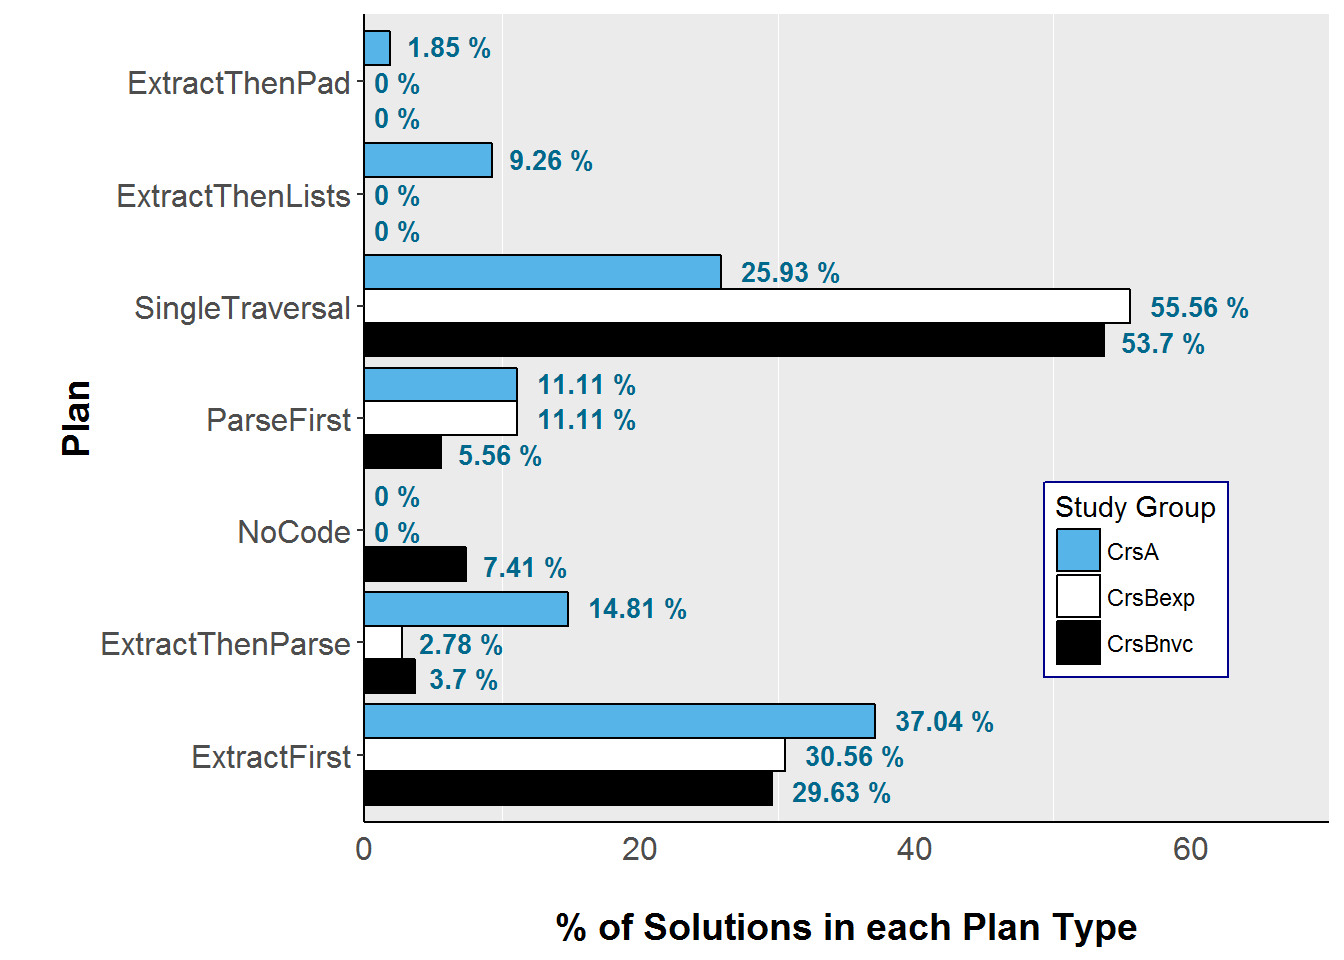 ExtractThenPad
1.85 %
0 %
0 %
ExtractThenLists
9.26 %
0 %
0 %
SingleTraversal
25.93 %
55.56 %
53.7 %
ParseFirst
11.11 %
11.11 %
5.56 %
NoCode
0 %
0 %
7.41 %
ExtractThenParse
14.81 %
2.78 %
3.7 %
ExtractFirst
37.04 %
30.56 %
29.63 %
Plan
Study Group
CrsA
CrsBexp
CrsBnvc
0 20 40 60
% of Solutions in each Plan Type